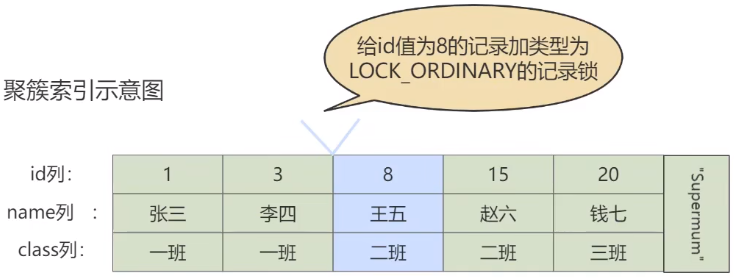 给id值为8的记录加类型为
LOCK_ORDINARY的记录锁
聚簇索引示意图
id列: 1 3 8 15 20
name列 : 张三 李四 王五 赵六 钱七
class列: 一班 一班 二班 二班 三班
"Supermum"